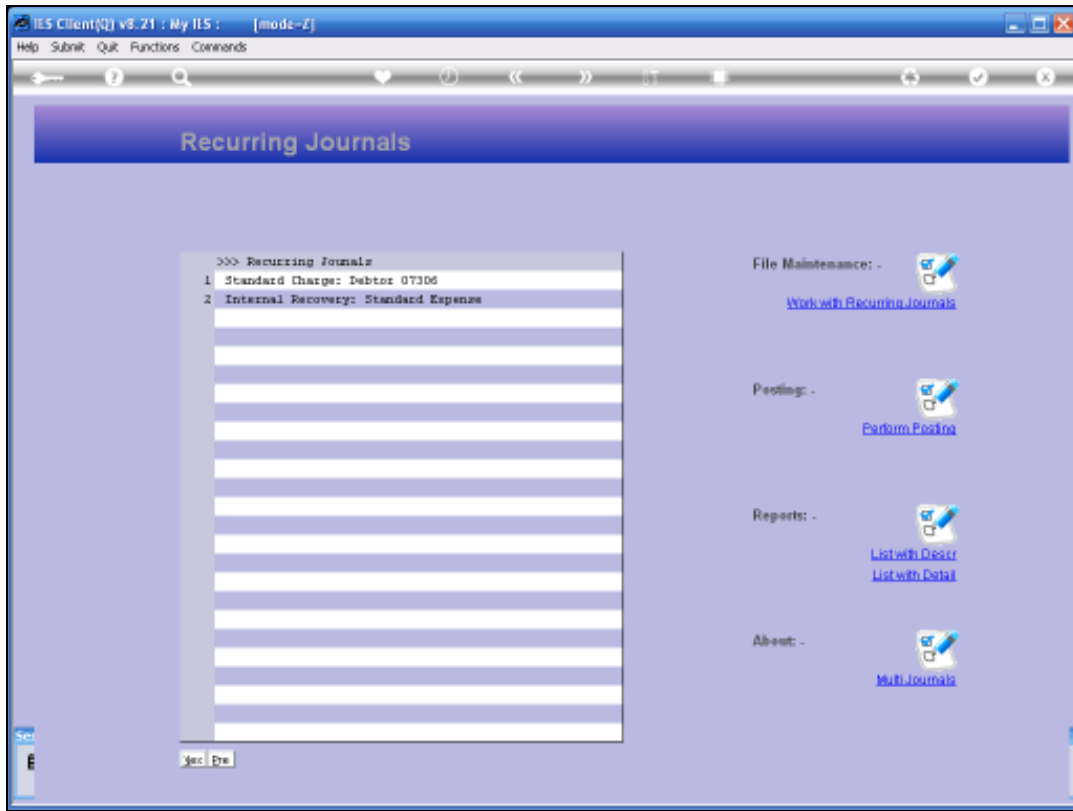 IES Client(Q) v8.21 : My IES : [mode=Z]
Help Submit Quit Functions Commands
Recurring Journals
>>> Recurring Jounals
1 Standard Charge: Debtor 07306
2 Internal Recovery: Standard Expense
File Maintenance: -
Work with Recurring Journals
Posting: -
Perform Posting
Reports: -
List with Descr
List with Detail
About: -
Multi Journals
Nex Pre